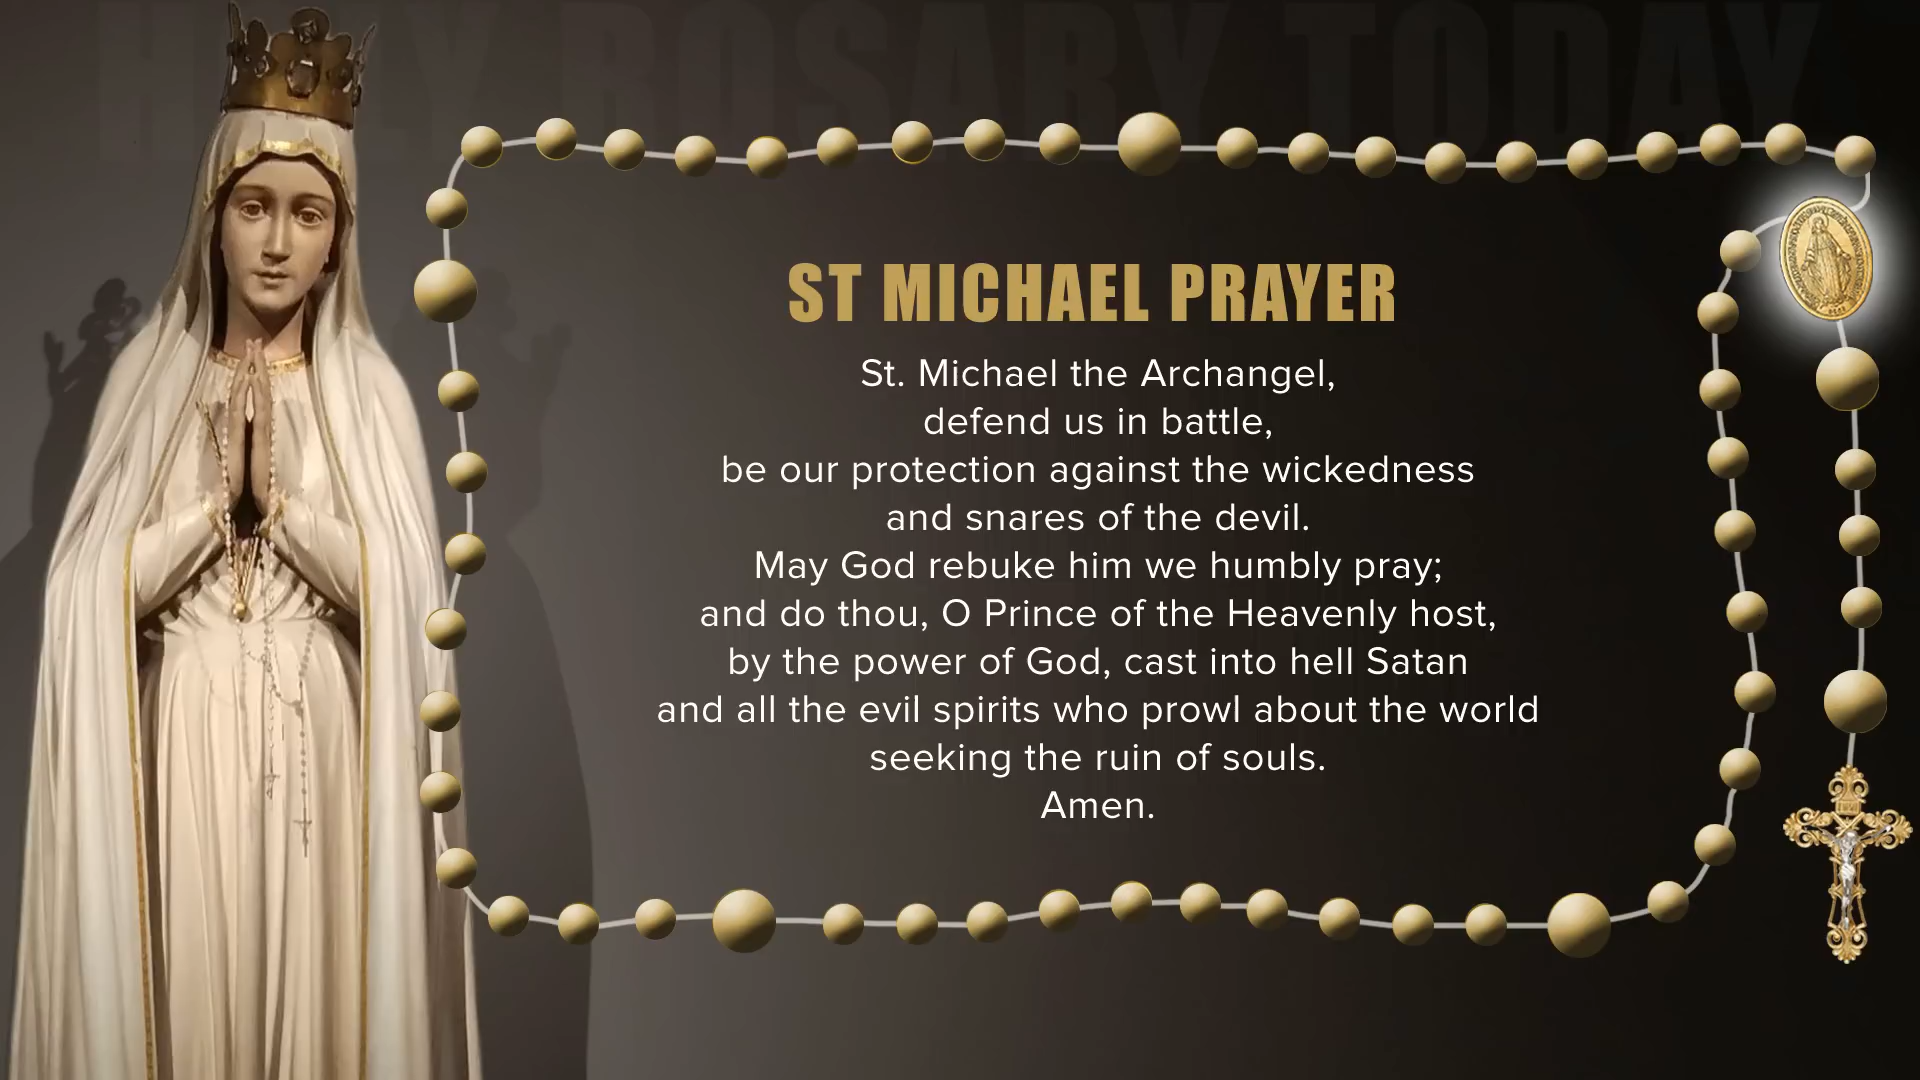 HOLY ROSARY TODAY
ST MICHAEL PRAYER
St. Michael the Archangel,
defend us in battle,
be our protection against the wickedness
and snares of the devil.
May God rebuke him we humbly pray;
and do thou, O Prince of the Heavenly host,
by the power of God, cast into hell Satan
and all the evil spirits who prowl about the world
seeking the ruin of souls.
Amen.